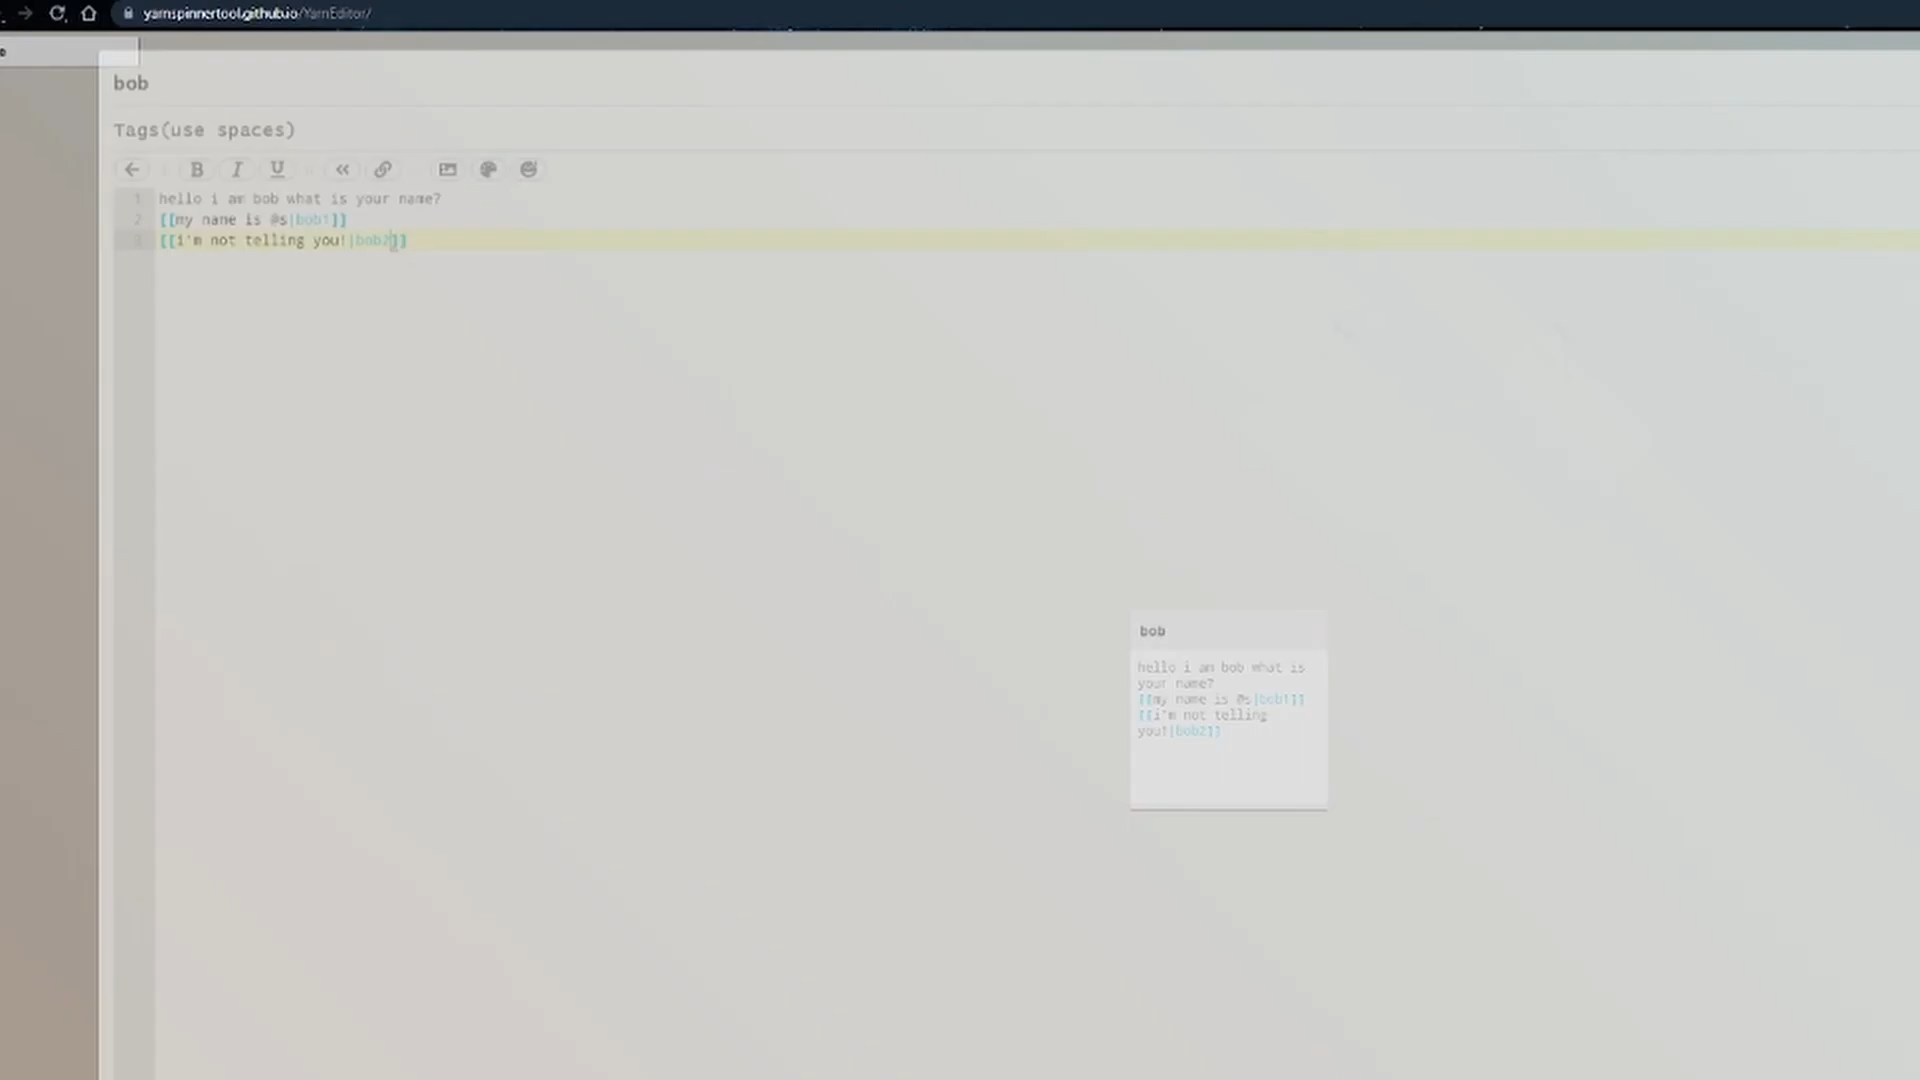 yarnspinnertool.github.io/YarnEditor/
bob
Tags(use spaces)
B I U
1 hello i am bob what is your name?
2 [[my name is @s|bob1]]
3 [[i'm not telling you!|bob2]]
bob
hello i am bob what is
your name?
[[my name is @s|bob1]]
[[i'm not telling
you!|bob2]]